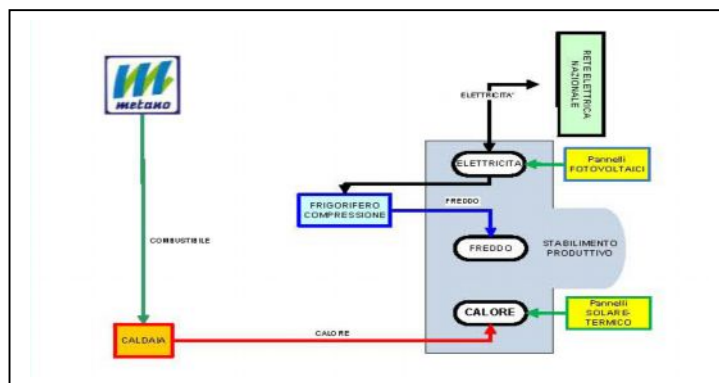 metano
RETE ELETTRICA
NAZIONALE
ELETTRICITA'
ELETTRICITA
Pannelli
FOTOVOLTAICI
FRIGORIFERO
COMPRESSIONE
FREDDO
COMBUSTIBILE
FREDDO
STABILIMENTO
PRODUTTIVO
CALORE
Pannelli
SOLARE-
TERMICO
CALDAIA
CALORE